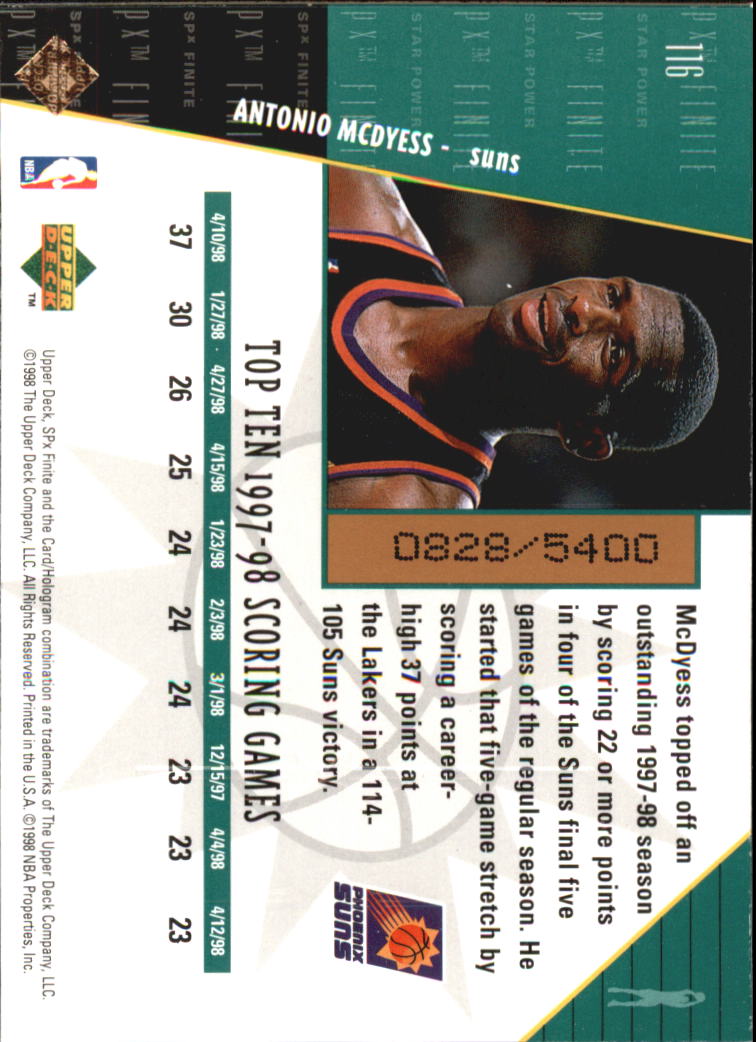 116
SPx™ FINITE
STAR POWER
SPx FINITE
ANTONIO MCDYESS - suns
0828/5400
McDyess topped off an
outstanding 1997-98 season
by scoring 22 or more points
in four of the Suns final five
games of the regular season. He
started that five-game stretch by
scoring a career-
high 37 points at
the Lakers in a 114-
105 Suns victory.
PHOENIX
SUNS
TOP TEN 1997-98 SCORING GAMES
4/10/98 1/27/98 · 4/27/98 4/15/98 1/23/98 2/3/98 3/1/98 12/15/97 4/4/98 4/12/98
37 30 26 25 24 24 24 23 23 23
NBA
UPPER
DECK
™
Upper Deck, SPx Finite and the Card/Hologram combination are trademarks of The Upper Deck Company, LLC.
©1998 The Upper Deck Company, LLC. All Rights Reserved. Printed in the U.S.A. ©1998 NBA Properties, Inc.